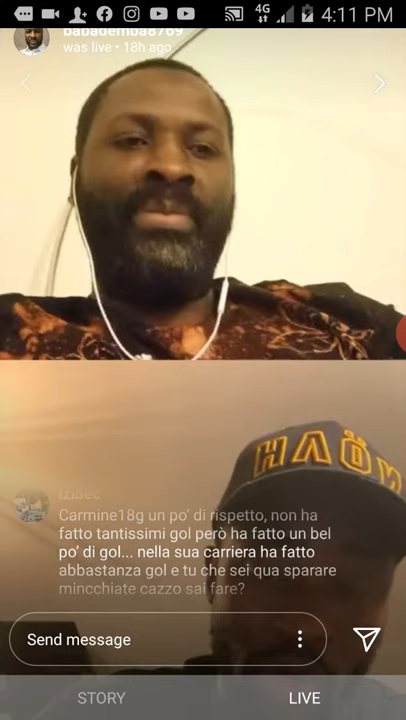 4G 4:11 PM
babademba8769
was live • 18h ago
HAÖN
izibec
Carmine18g un po' di rispetto, non ha
fatto tantissimi gol però ha fatto un bel
po' di gol... nella sua carriera ha fatto
abbastanza gol e tu che sei qua sparare
mincchiate cazzo sai fare?
Send message
STORY LIVE